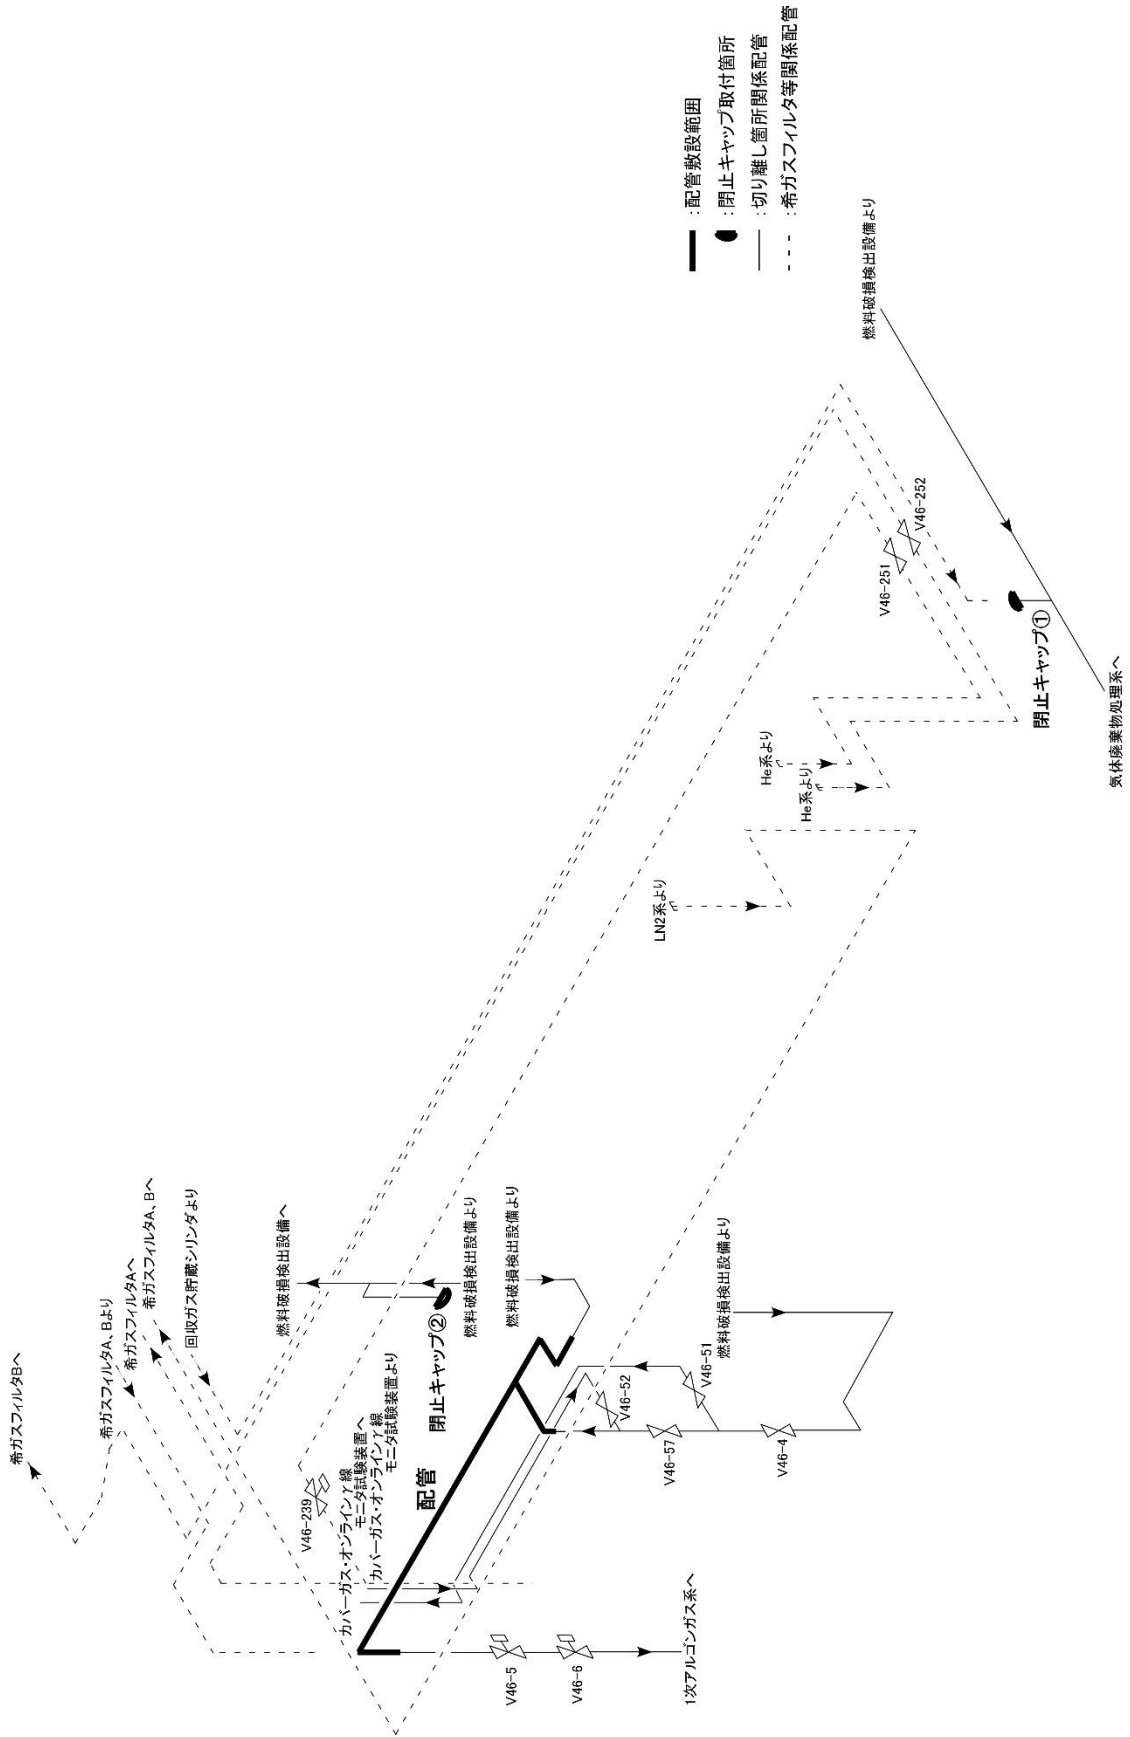 :配管敷設範囲
:閉止キャップ取付箇所
:切り離し箇所関係配管
:希ガスフィルタ等関係配管
希ガスフィルタBへ
希ガスフィルタA、Bより
希ガスフィルタAへ
希ガスフィルタA、Bへ
回収ガス貯蔵シリンダより
燃料破損検出設備へ
閉止キャップ②
燃料破損検出設備より
燃料破損検出設備より
燃料破損検出設備より
V46-239
カバーガス・オンラインγ線
モニタ試験装置へ
カバーガス・オンラインγ線
モニタ試験装置より
配管
V46-5
V46-6
1次アルゴンガス系へ
V46-52
V46-51
V46-57
V46-4
LN2系より
He系より
He系より
V46-251
V46-252
燃料破損検出設備より
閉止キャップ①
気体廃棄物処理系へ